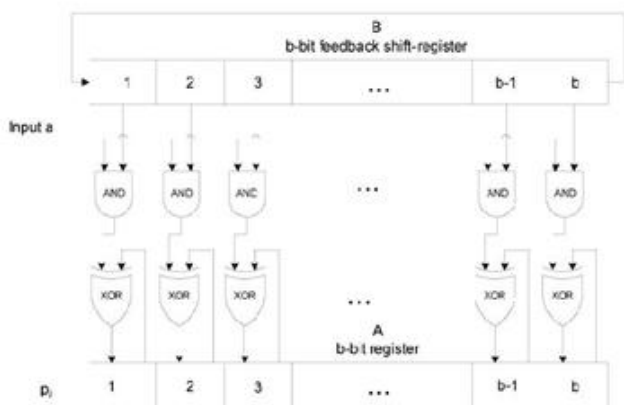 B
b-bit feedback shift-register
1 2 3 ... b-1 b
Input a
AND AND AND ... AND AND
XOR XOR XOR ... XOR XOR
A
b-bit register
1 2 3 ... b-1 b